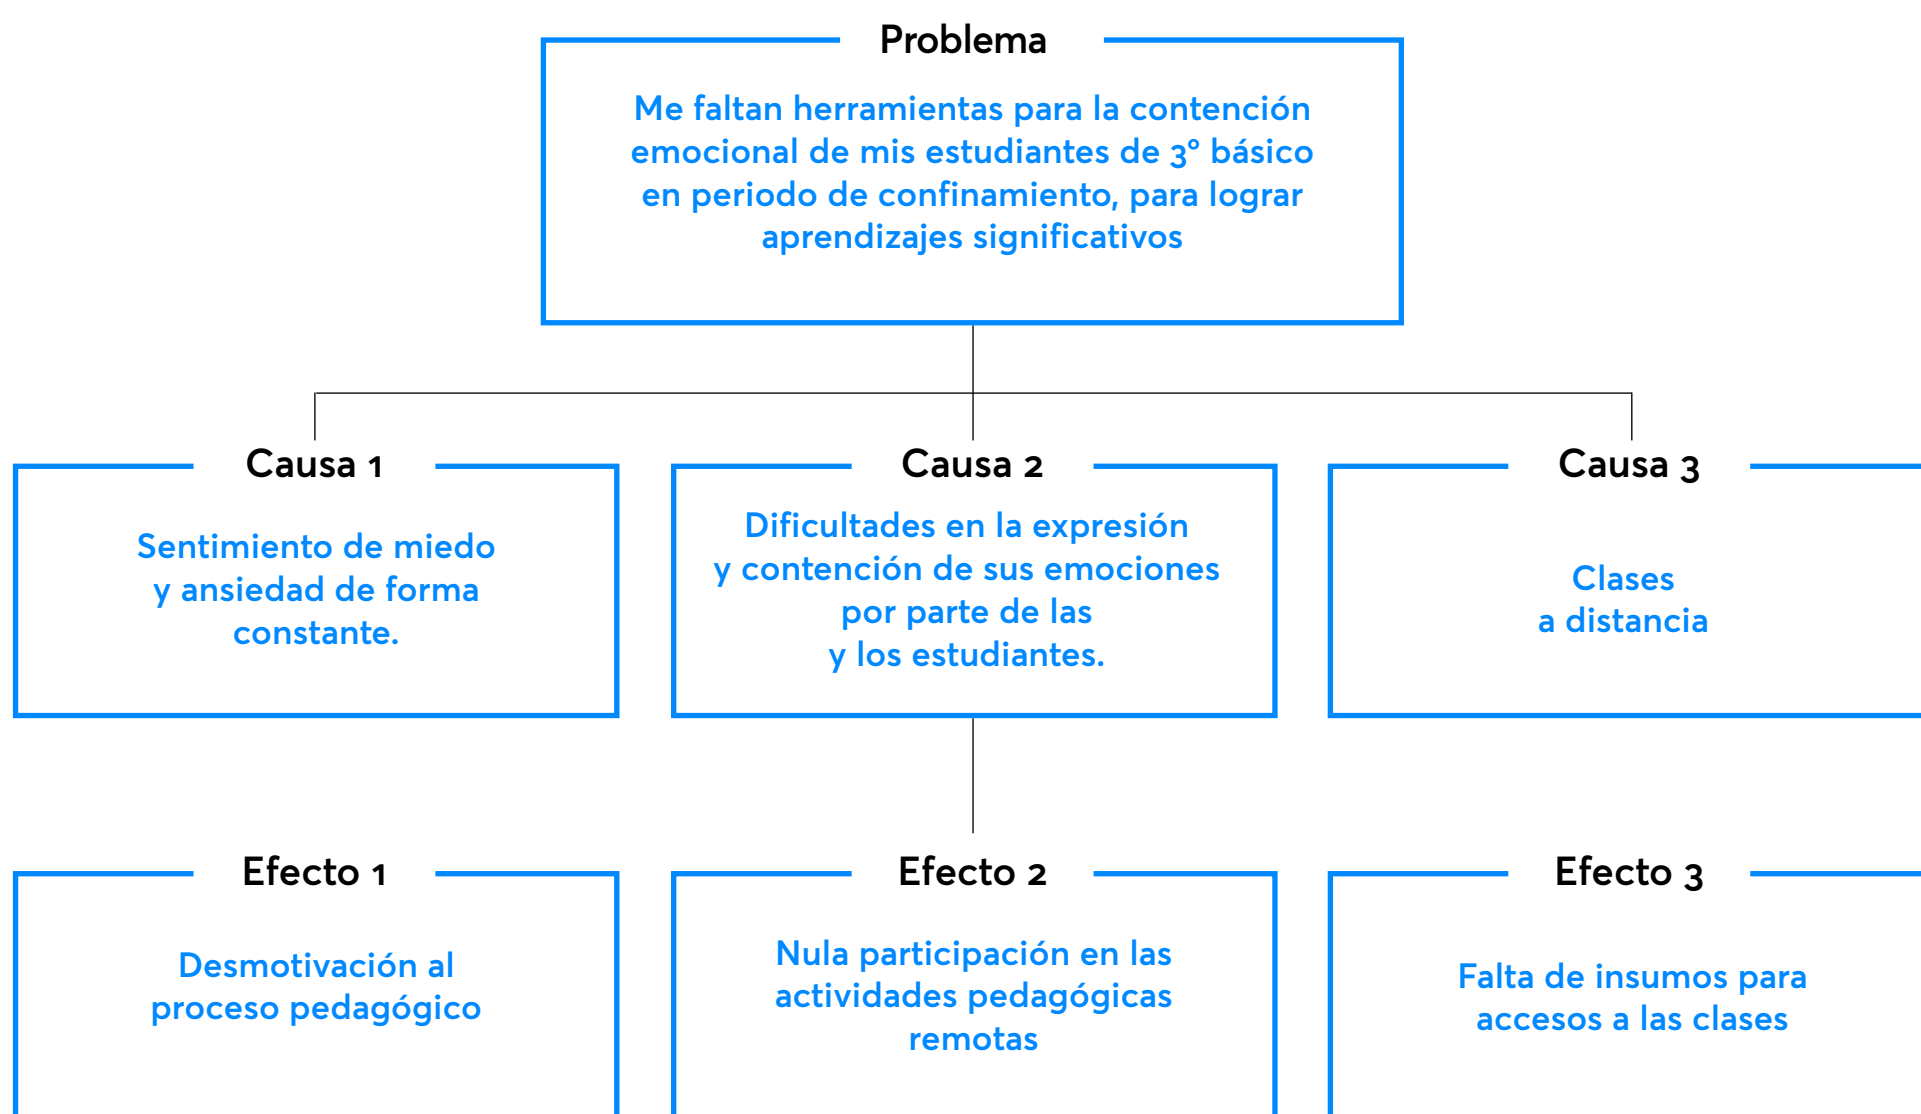 Problema
Me faltan herramientas para la contención
emocional de mis estudiantes de 3º básico
en periodo de confinamiento, para lograr
aprendizajes significativos
Causa 1
Sentimiento de miedo
y ansiedad de forma
constante.
Causa 2
Dificultades en la expresión
y contención de sus emociones
por parte de las
y los estudiantes.
Causa 3
Clases
a distancia
Efecto 1
Desmotivación al
proceso pedagógico
Efecto 2
Nula participación en las
actividades pedagógicas
remotas
Efecto 3
Falta de insumos para
accesos a las clases